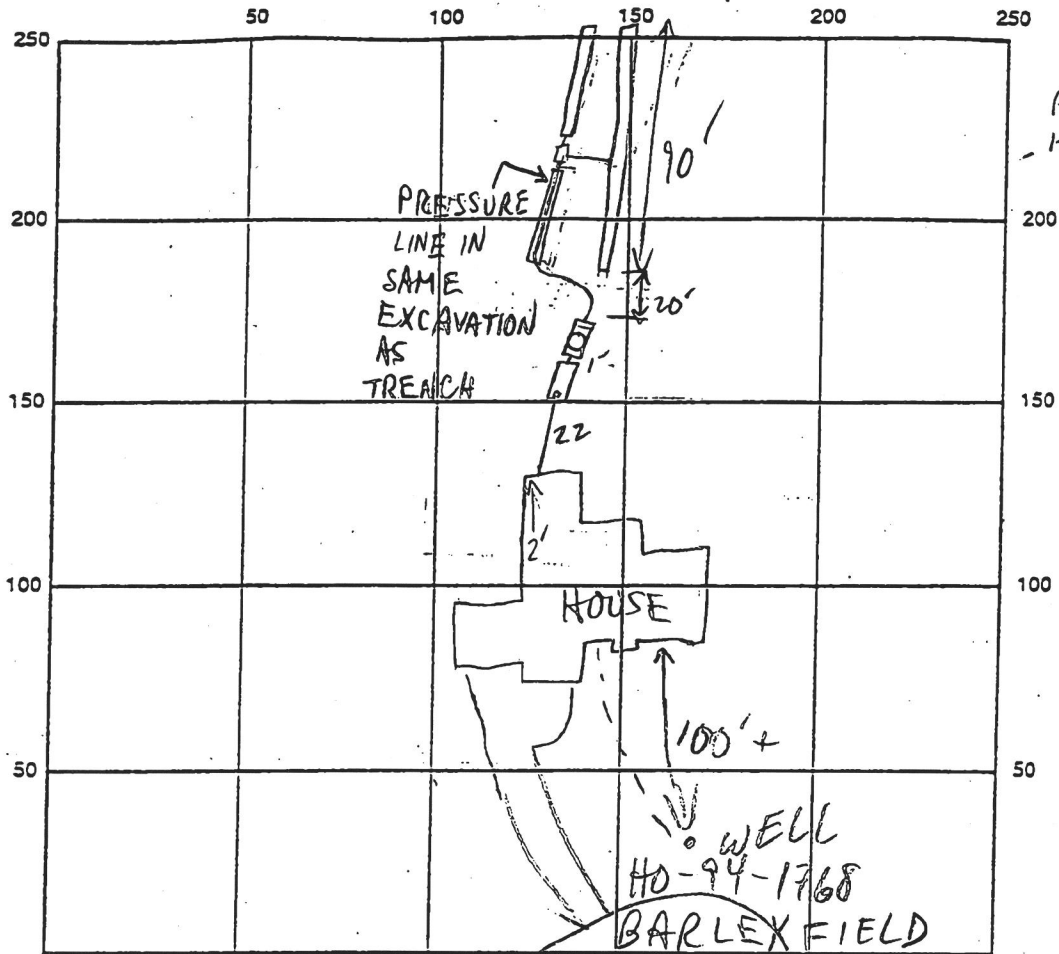 50 100 150 200 250
250
90'
PRESSURE
LINE IN
SAME
EXCAVATION
AS
TRENCH
200 200
20'
1'
150 150
22
2'
100 100
HOUSE
100'+
50 50
WELL
HO-94-1768
BARLEX FIELD